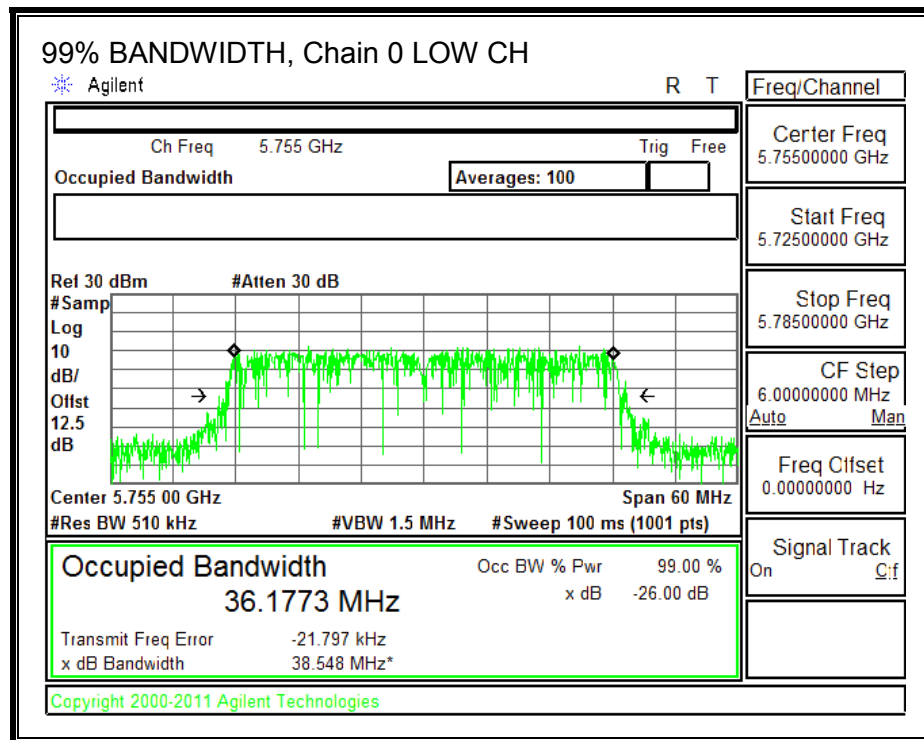 99% BANDWIDTH, Chain 0 LOW CH
Agilent R T
Freq/Channel
Ch Freq 5.755 GHz Trig Free
Occupied Bandwidth Averages: 100
Center Freq
5.75500000 GHz
Start Freq
5.72500000 GHz
Stop Freq
5.78500000 GHz
CF Step
6.00000000 MHz
Auto Man
Freq Offset
0.00000000 Hz
Signal Track
On Off
Ref 30 dBm #Atten 30 dB
#Samp
Log
10
dB/
Offst
12.5
dB
Center 5.755 00 GHz Span 60 MHz
#Res BW 510 kHz #VBW 1.5 MHz #Sweep 100 ms (1001 pts)
Occupied Bandwidth Occ BW % Pwr 99.00 %
36.1773 MHz x dB -26.00 dB
Transmit Freq Error -21.797 kHz
x dB Bandwidth 38.548 MHz*
Copyright 2000-2011 Agilent Technologies